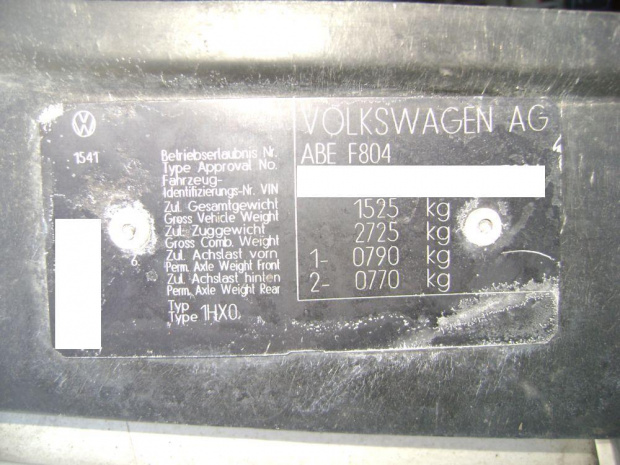 VOLKSWAGEN AG
1541
Betriebserlaubnis Nr.
Type Approval No.
ABE F804
Fahrzeug-
Identifizierungs-Nr. VIN
Zul. Gesamtgewicht
Gross Vehicle Weight
1525 kg
Zul. Zuggewicht
Gross Comb. Weight
2725 kg
Zul. Achslast vorn
Perm. Axle Weight Front
1- 0790 kg
Zul. Achslast hinten
Perm. Axle Weight Rear
2- 0770 kg
Typ
Type 1HX0
6